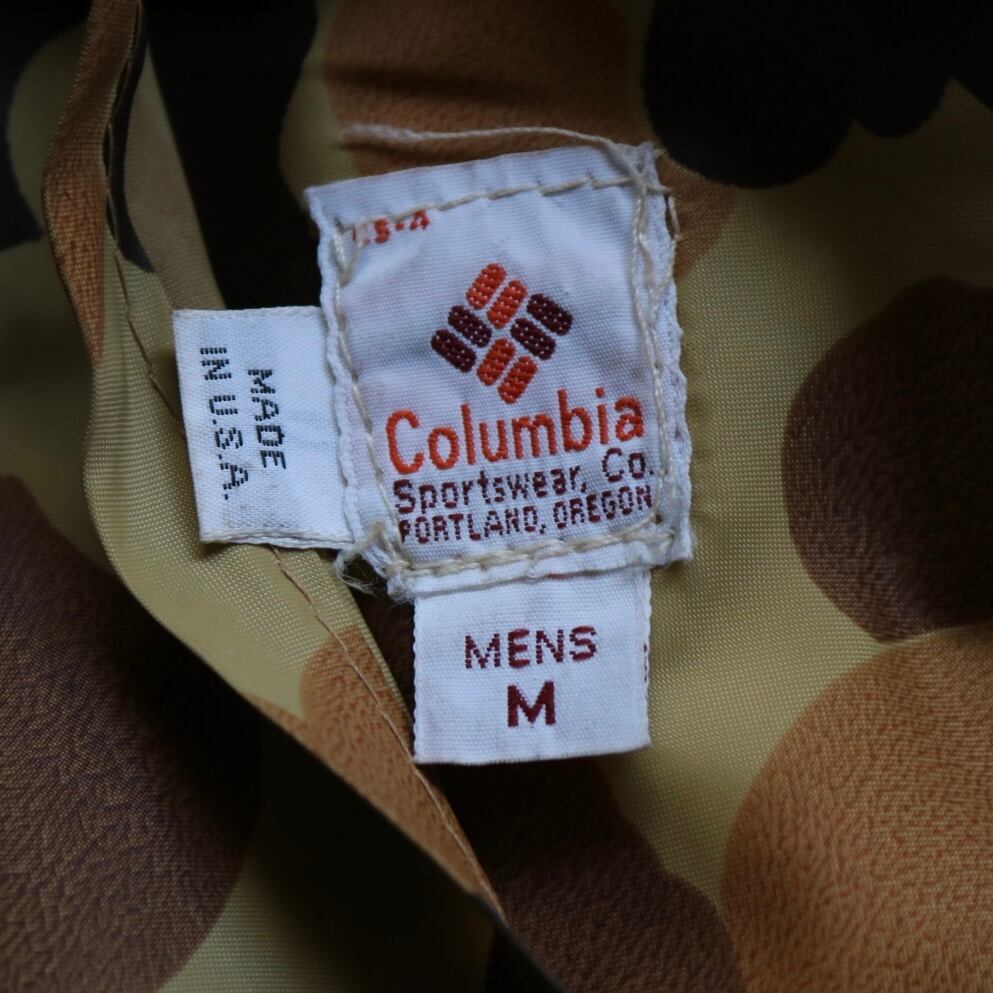 MADE
IN U.S.A.
Columbia
Sportswear, Co.
PORTLAND, OREGON
MENS
M